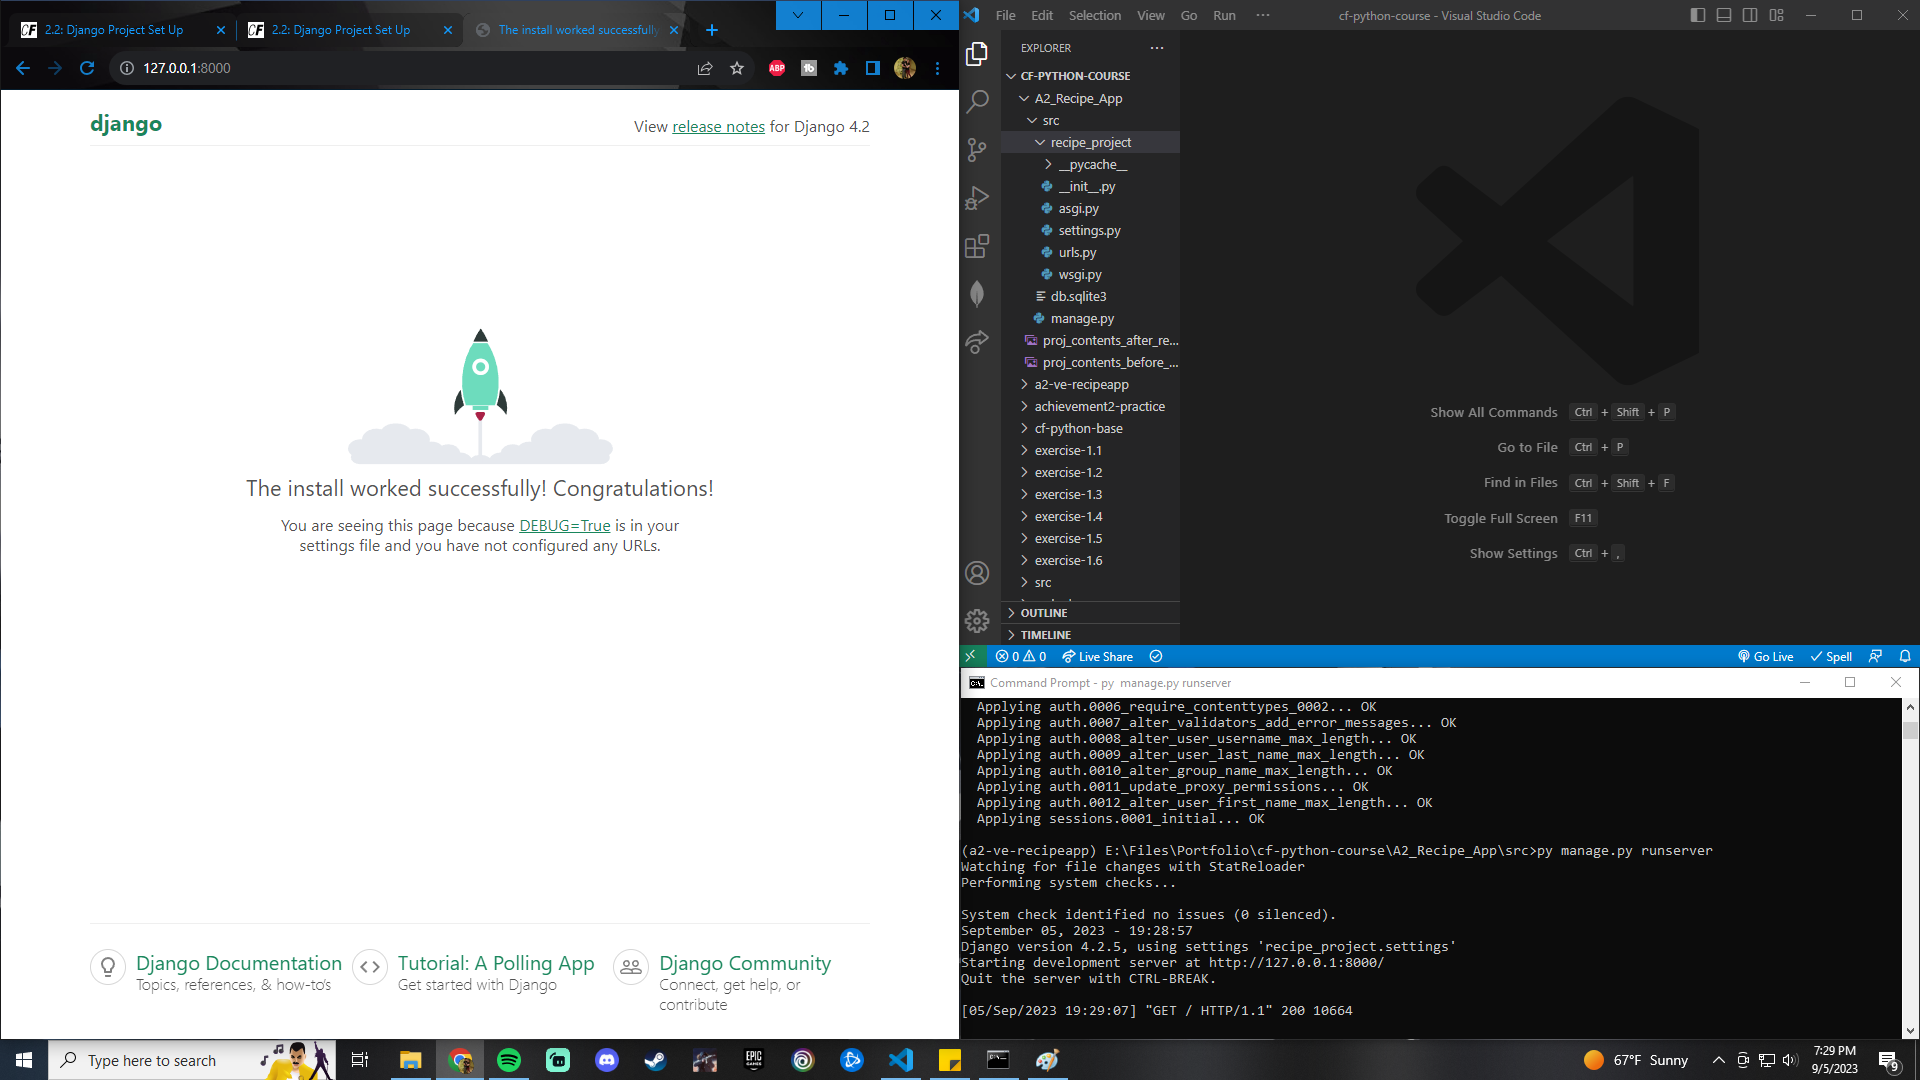 2.2: Django Project Set Up
2.2: Django Project Set Up
The install worked successfully
127.0.0.1:8000
ABP
django
View release notes for Django 4.2
The install worked successfully! Congratulations!
You are seeing this page because DEBUG=True is in your
settings file and you have not configured any URLs.
Django Documentation
Topics, references, & how-to's
Tutorial: A Polling App
Get started with Django
Django Community
Connect, get help, or
contribute
File Edit Selection View Go Run ···
cf-python-course - Visual Studio Code
EXPLORER
CF-PYTHON-COURSE
A2_Recipe_App
src
recipe_project
__pycache__
__init__.py
asgi.py
settings.py
urls.py
wsgi.py
db.sqlite3
manage.py
proj_contents_after_re...
proj_contents_before_...
a2-ve-recipeapp
achievement2-practice
cf-python-base
exercise-1.1
exercise-1.2
exercise-1.3
exercise-1.4
exercise-1.5
exercise-1.6
src
OUTLINE
TIMELINE
Show All Commands Ctrl + Shift + P
Go to File Ctrl + P
Find in Files Ctrl + Shift + F
Toggle Full Screen F11
Show Settings Ctrl + ,
0 0 Live Share
Go Live Spell
Command Prompt - py  manage.py runserver
Applying auth.0006_require_contenttypes_0002... OK
Applying auth.0007_alter_validators_add_error_messages... OK
Applying auth.0008_alter_user_username_max_length... OK
Applying auth.0009_alter_user_last_name_max_length... OK
Applying auth.0010_alter_group_name_max_length... OK
Applying auth.0011_update_proxy_permissions... OK
Applying auth.0012_alter_user_first_name_max_length... OK
Applying sessions.0001_initial... OK
(a2-ve-recipeapp) E:\Files\Portfolio\cf-python-course\A2_Recipe_App\src>py manage.py runserver
Watching for file changes with StatReloader
Performing system checks...
System check identified no issues (0 silenced).
September 05, 2023 - 19:28:57
Django version 4.2.5, using settings 'recipe_project.settings'
Starting development server at http://127.0.0.1:8000/
Quit the server with CTRL-BREAK.
[05/Sep/2023 19:29:07] "GET / HTTP/1.1" 200 10664
Type here to search
EPIC
GAMES
67°F Sunny
7:29 PM
9/5/2023
9